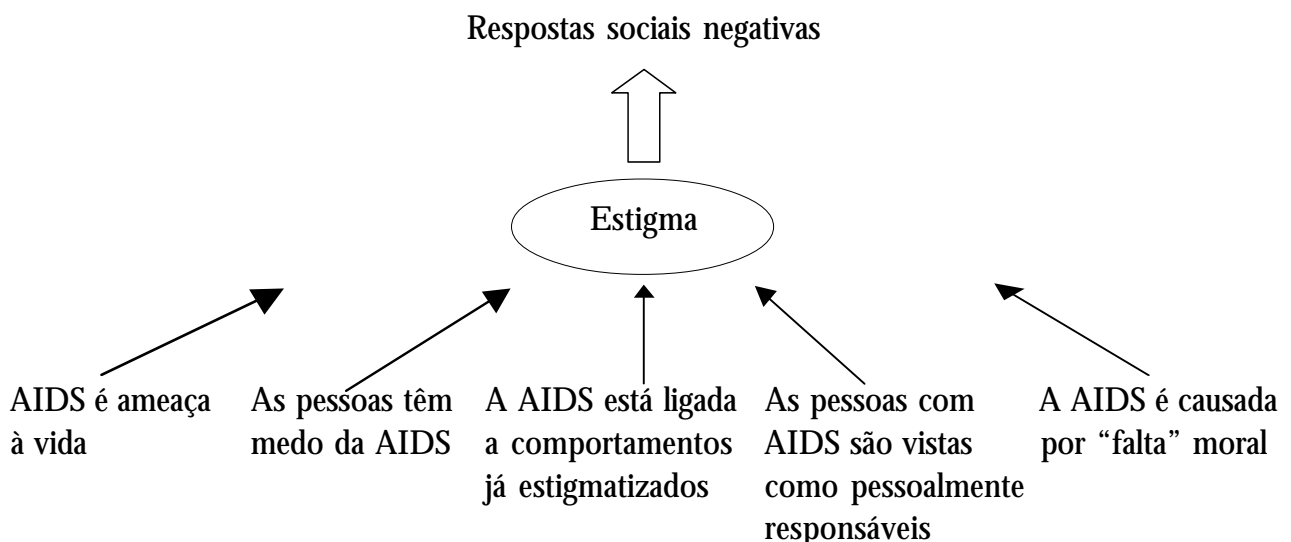 Respostas sociais negativas
Estigma
AIDS é ameaça
à vida
As pessoas têm
medo da AIDS
A AIDS está ligada
a comportamentos
já estigmatizados
As pessoas com
AIDS são vistas
como pessoalmente
responsáveis
A AIDS é causada
por “falta” moral